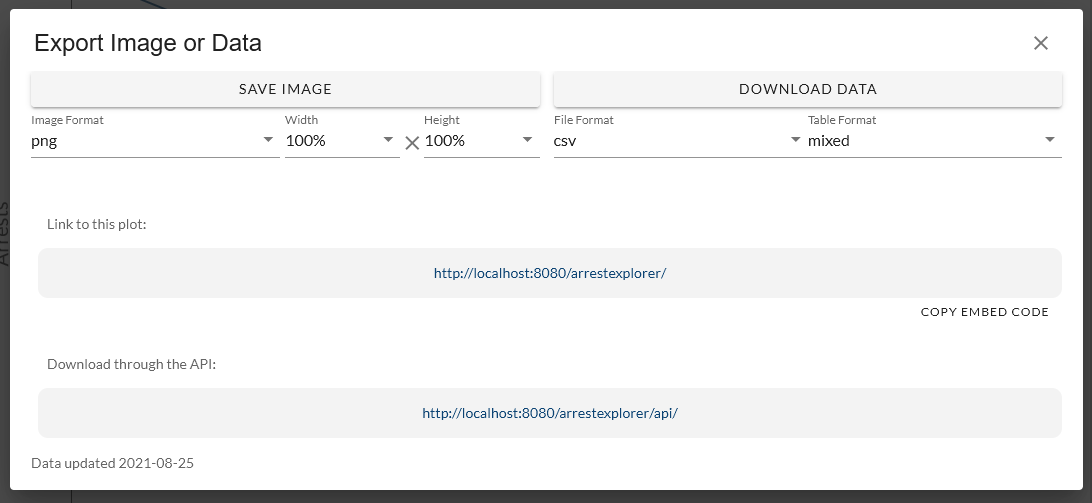 Export Image or Data
SAVE IMAGE
DOWNLOAD DATA
Image Format
Width
Height
File Format
Table Format
png
100%
100%
csv
mixed
Arrests
Link to this plot:
http://localhost:8080/arrestexplorer/
COPY EMBED CODE
Download through the API:
http://localhost:8080/arrestexplorer/api/
Data updated 2021-08-25